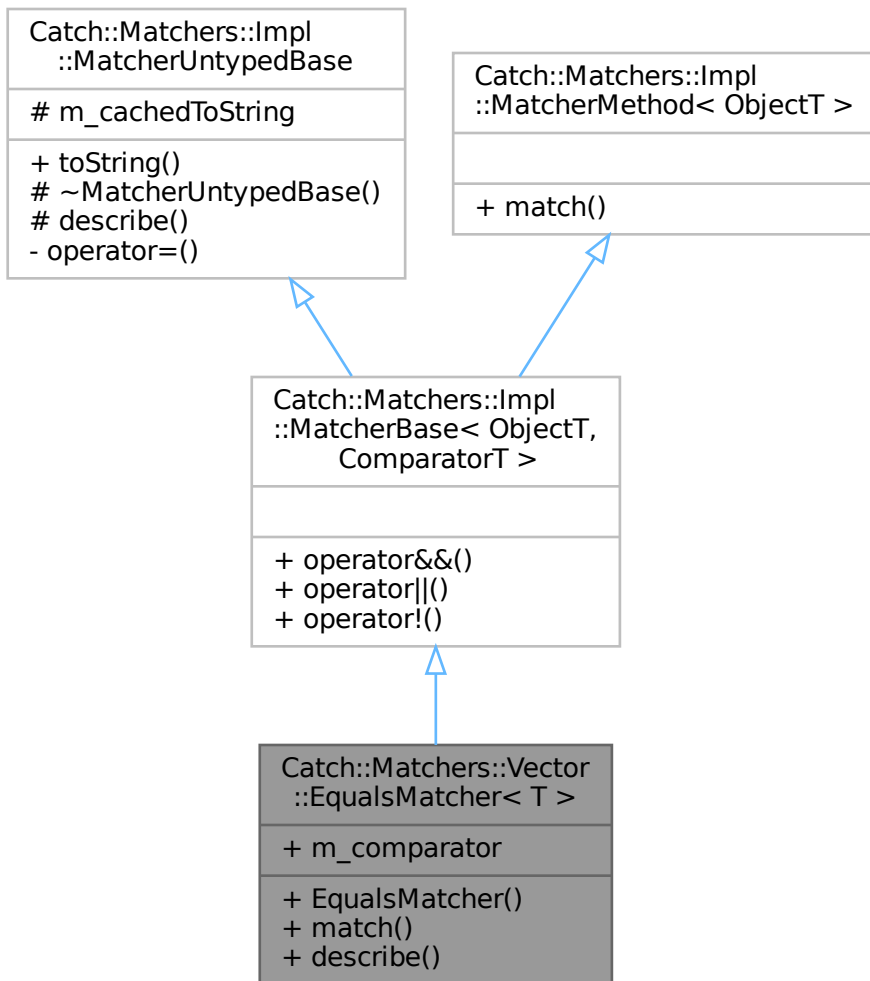 Catch::Matchers::Impl
::MatcherUntypedBase
# m_cachedToString
+ toString()
# ~MatcherUntypedBase()
# describe()
- operator=()
Catch::Matchers::Impl
::MatcherMethod< ObjectT >
+ match()
Catch::Matchers::Impl
::MatcherBase< ObjectT,
ComparatorT >
+ operator&&()
+ operator||()
+ operator!()
Catch::Matchers::Vector
::EqualsMatcher< T >
+ m_comparator
+ EqualsMatcher()
+ match()
+ describe()